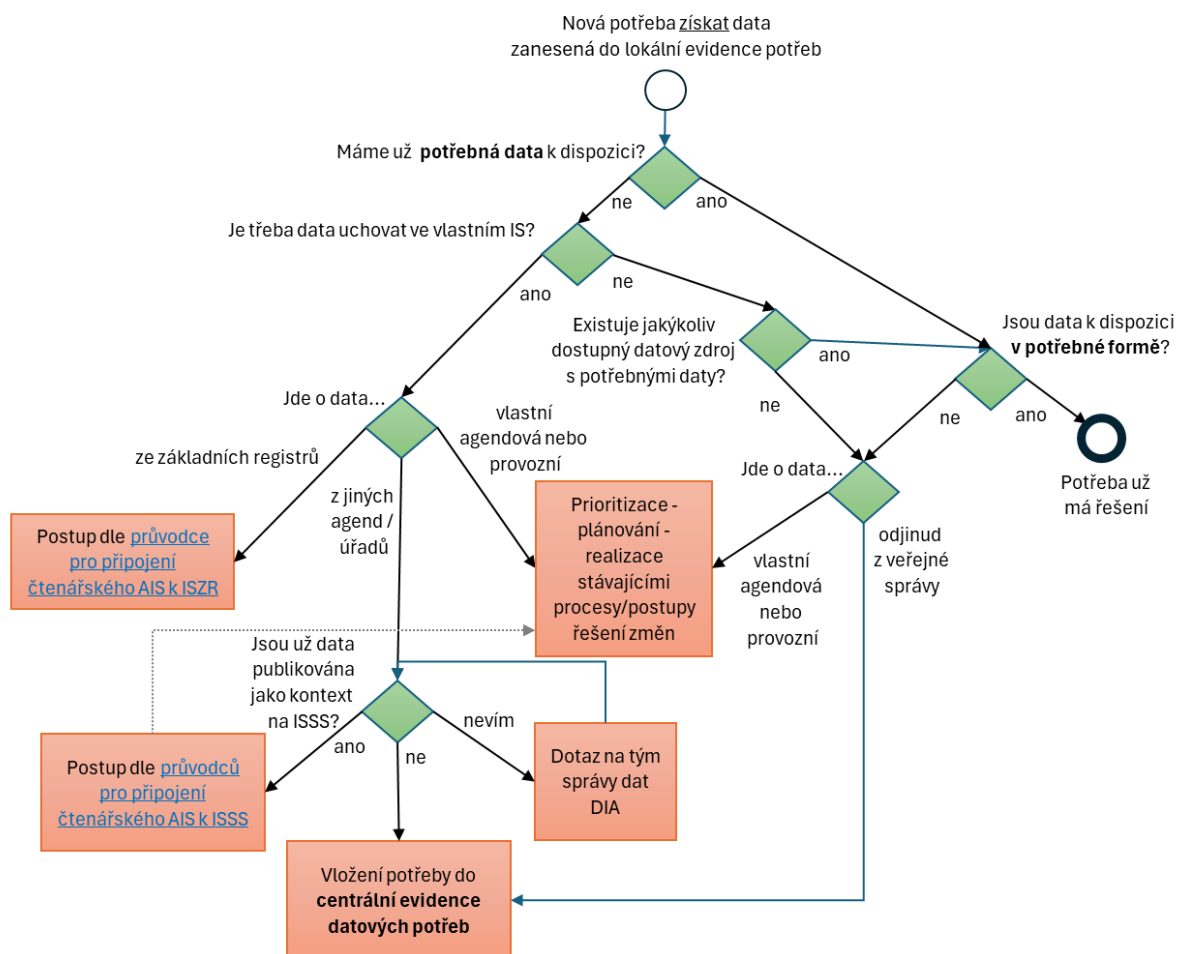 Nová potřeba získat data
zanesená do lokální evidence potřeb
Máme už potřebná data k dispozici?
ne
ano
Je třeba data uchovat ve vlastním IS?
ano
ne
Existuje jakýkoliv
dostupný datový zdroj
s potřebnými daty?
ano
ne
Jsou data k dispozici
v potřebné formě?
ne
ano
Potřeba už
má řešení
Jde o data...
ze základních registrů
z jiných
agend /
úřadů
vlastní
agendová nebo
provozní
Jde o data...
vlastní
agendová
nebo
provozní
odjinud
z veřejné
správy
Postup dle průvodce
pro připojení
čtenářského AIS k ISZR
Prioritizace -
plánování -
realizace
stávajícími
procesy/postupy
řešení změn
Jsou už data
publikována
jako kontext
na ISSS?
ano
ne
nevím
Postup dle průvodců
pro připojení
čtenářského AIS k ISSS
Dotaz na tým
správy dat
DIA
Vložení potřeby do
centrální evidence
datových potřeb